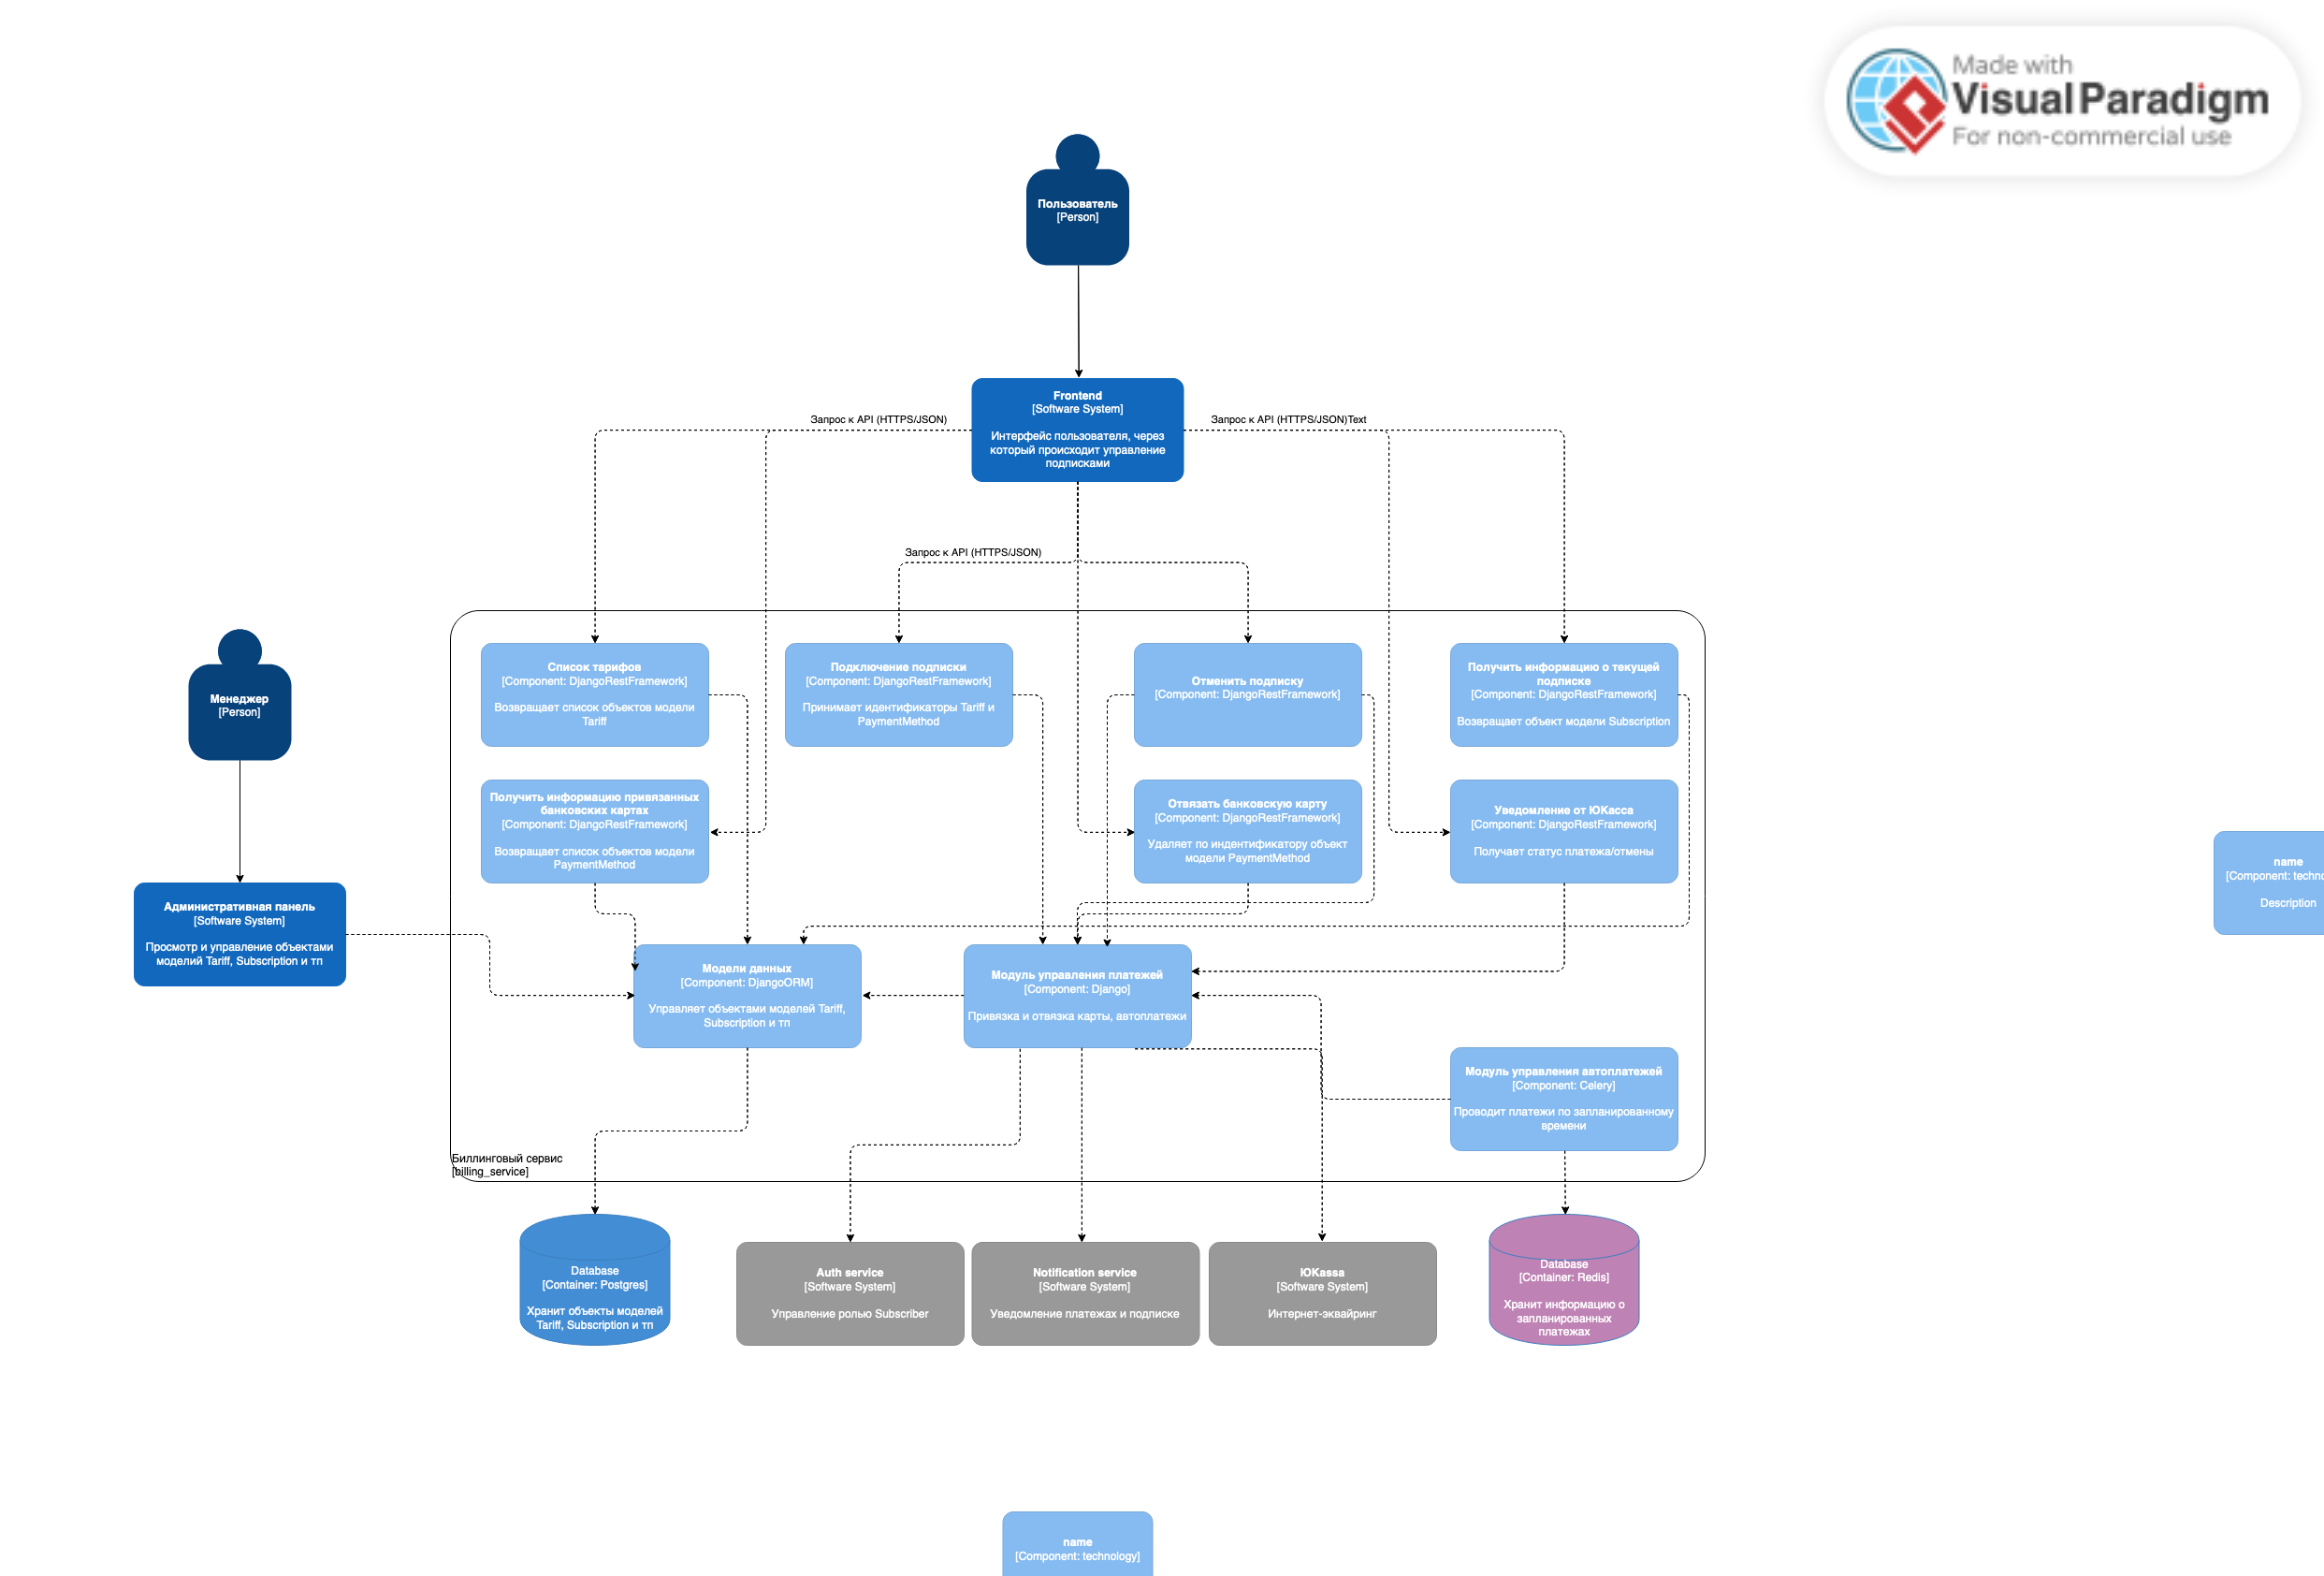 Made with
Visual Paradigm
For non-commercial use
Пользователь
[Person]
Frontend
[Software System]
Интерфейс пользователя, через
который происходит управление
подписками
Запрос к API (HTTPS/JSON)
Запрос к API (HTTPS/JSON)Text
Запрос к API (HTTPS/JSON)
Менеджер
[Person]
Список тарифов
[Component: DjangoRestFramework]
Возвращает список объектов модели
Tariff
Подключение подписки
[Component: DjangoRestFramework]
Принимает идентификаторы Tariff и
PaymentMethod
Отменить подписку
[Component: DjangoRestFramework]
Получить информацию о текущей
подписке
[Component: DjangoRestFramework]
Возвращает объект модели Subscription
Получить информацию привязанных
банковских картах
[Component: DjangoRestFramework]
Возвращает список объектов модели
PaymentMethod
Отвязать банковскую карту
[Component: DjangoRestFramework]
Удаляет по индентификатору объект
модели PaymentMethod
Уведомление от ЮКасса
[Component: DjangoRestFramework]
Получает статус платежа/отмены
name
[Component: techno
Description
Административная панель
[Software System]
Просмотр и управление объектами
моделий Tariff, Subscription и тп
Модели данных
[Component: DjangoORM]
Управляет объектами моделей Tariff,
Subscription и тп
Модуль управления платежей
[Component: Django]
Привязка и отвязка карты, автоплатежи
Модуль управления автоплатежей
[Component: Celery]
Проводит платежи по запланированному
времени
Биллинговый сервис
[billing_service]
Database
[Container: Postgres]
Хранит объекты моделей
Tariff, Subscription и тп
Auth service
[Software System]
Управление ролью Subscriber
Notification service
[Software System]
Уведомление платежах и подписке
ЮKassa
[Software System]
Интернет-эквайринг
Database
[Container: Redis]
Хранит информацию о
запланированных
платежах
name
[Component: technology]